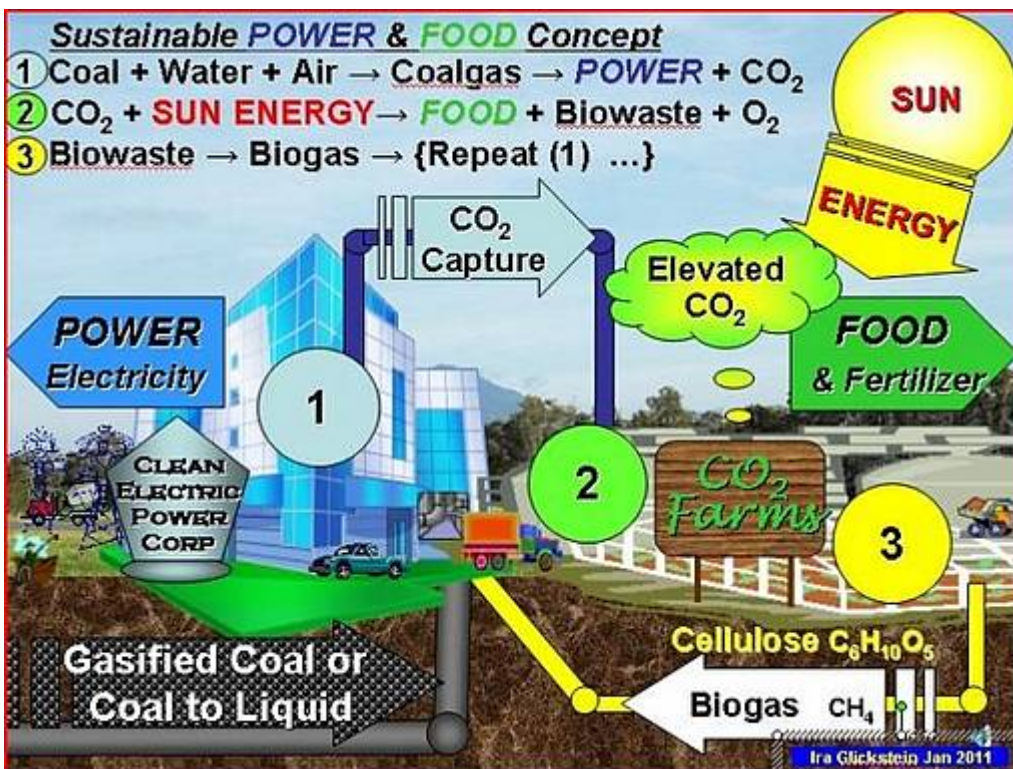 Sustainable POWER & FOOD Concept
1 Coal + Water + Air → Coalgas → POWER + CO₂
2 CO₂ + SUN ENERGY → FOOD + Biowaste + O₂
3 Biowaste → Biogas → {Repeat (1) ...}
SUN
ENERGY
CO₂
Capture
Elevated
CO₂
POWER
Electricity
FOOD
& Fertilizer
1
2
3
CLEAN
ELECTRIC
POWER
CORP
CO₂
Farms
Gasified Coal or
Coal to Liquid
Cellulose C₆H₁₀O₅
Biogas CH₄
Ira Glickstein Jan 2011